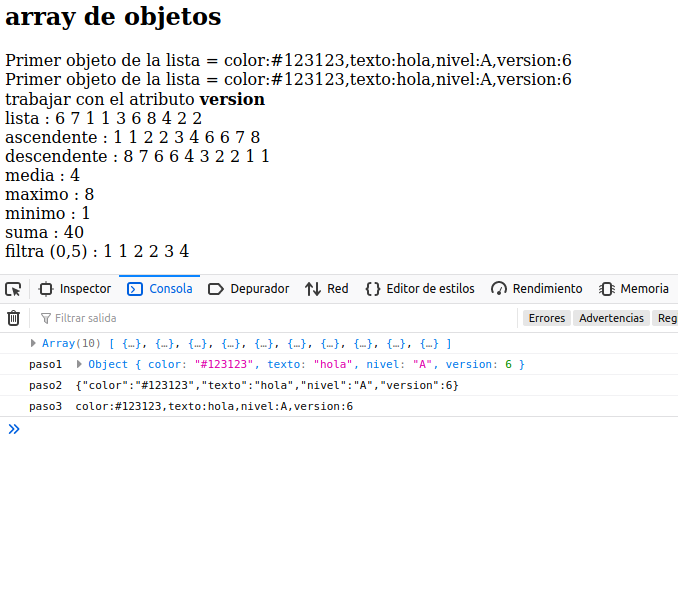 array de objetos
Primer objeto de la lista = color:#123123,texto:hola,nivel:A,version:6
Primer objeto de la lista = color:#123123,texto:hola,nivel:A,version:6
trabajar con el atributo version
lista : 6 7 1 1 3 6 8 4 2 2
ascendente : 1 1 2 2 3 4 6 6 7 8
descendente : 8 7 6 6 4 3 2 2 1 1
media : 4
maximo : 8
minimo : 1
suma : 40
filtra (0,5) : 1 1 2 2 3 4
Inspector Consola Depurador Red {} Editor de estilos Rendimiento Memoria
Filtrar salida Errores Advertencias Reg
Array(10) [ {…}, {…}, {…}, {…}, {…}, {…}, {…}, {…}, {…}, {…} ]
paso1 Object { color: "#123123", texto: "hola", nivel: "A", version: 6 }
paso2 {"color":"#123123","texto":"hola","nivel":"A","version":6}
paso3 color:#123123,texto:hola,nivel:A,version:6